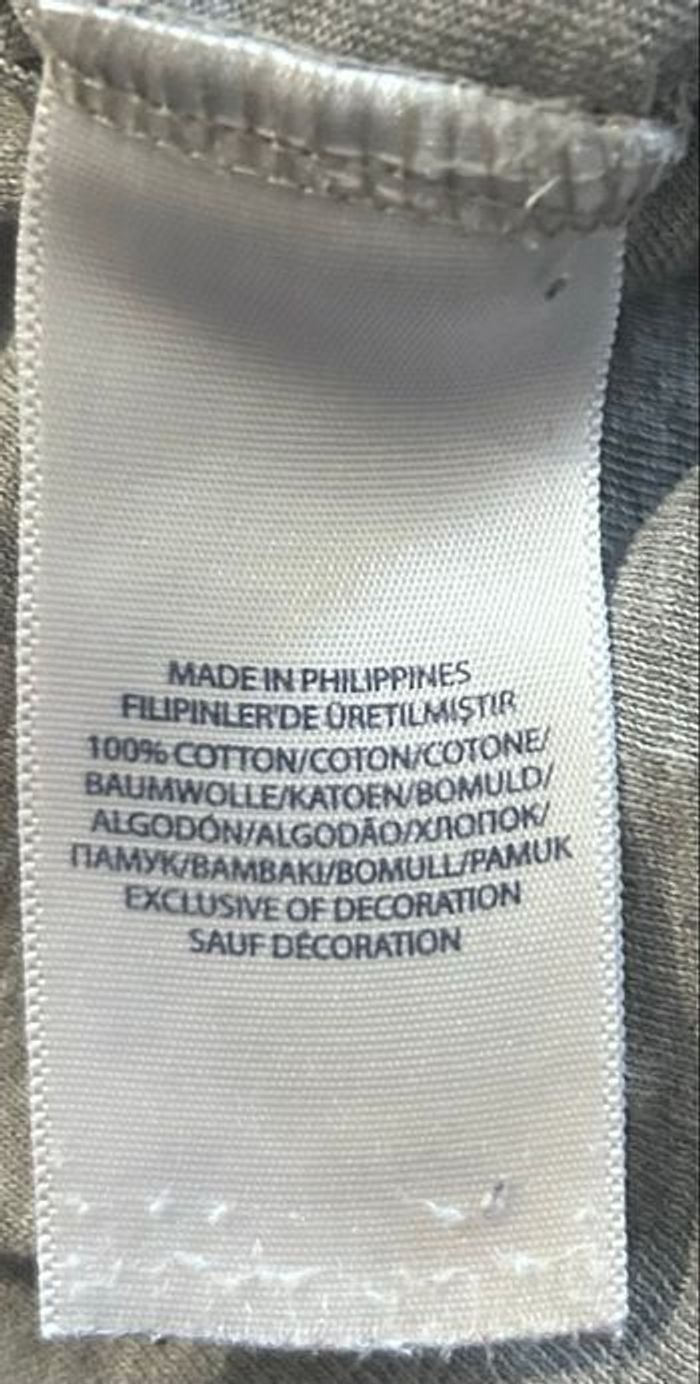 MADE IN PHILIPPINES
FILIPINLER'DE ÜRETILMIŞTIR
100% COTTON/COTON/COTONE/
BAUMWOLLE/KATOEN/BOMULD/
ALGODÓN/ALGODÃO/ХЛОПОК/
ПАМУК/BAMBAKI/BOMULL/PAMUK
EXCLUSIVE OF DECORATION
SAUF DÉCORATION